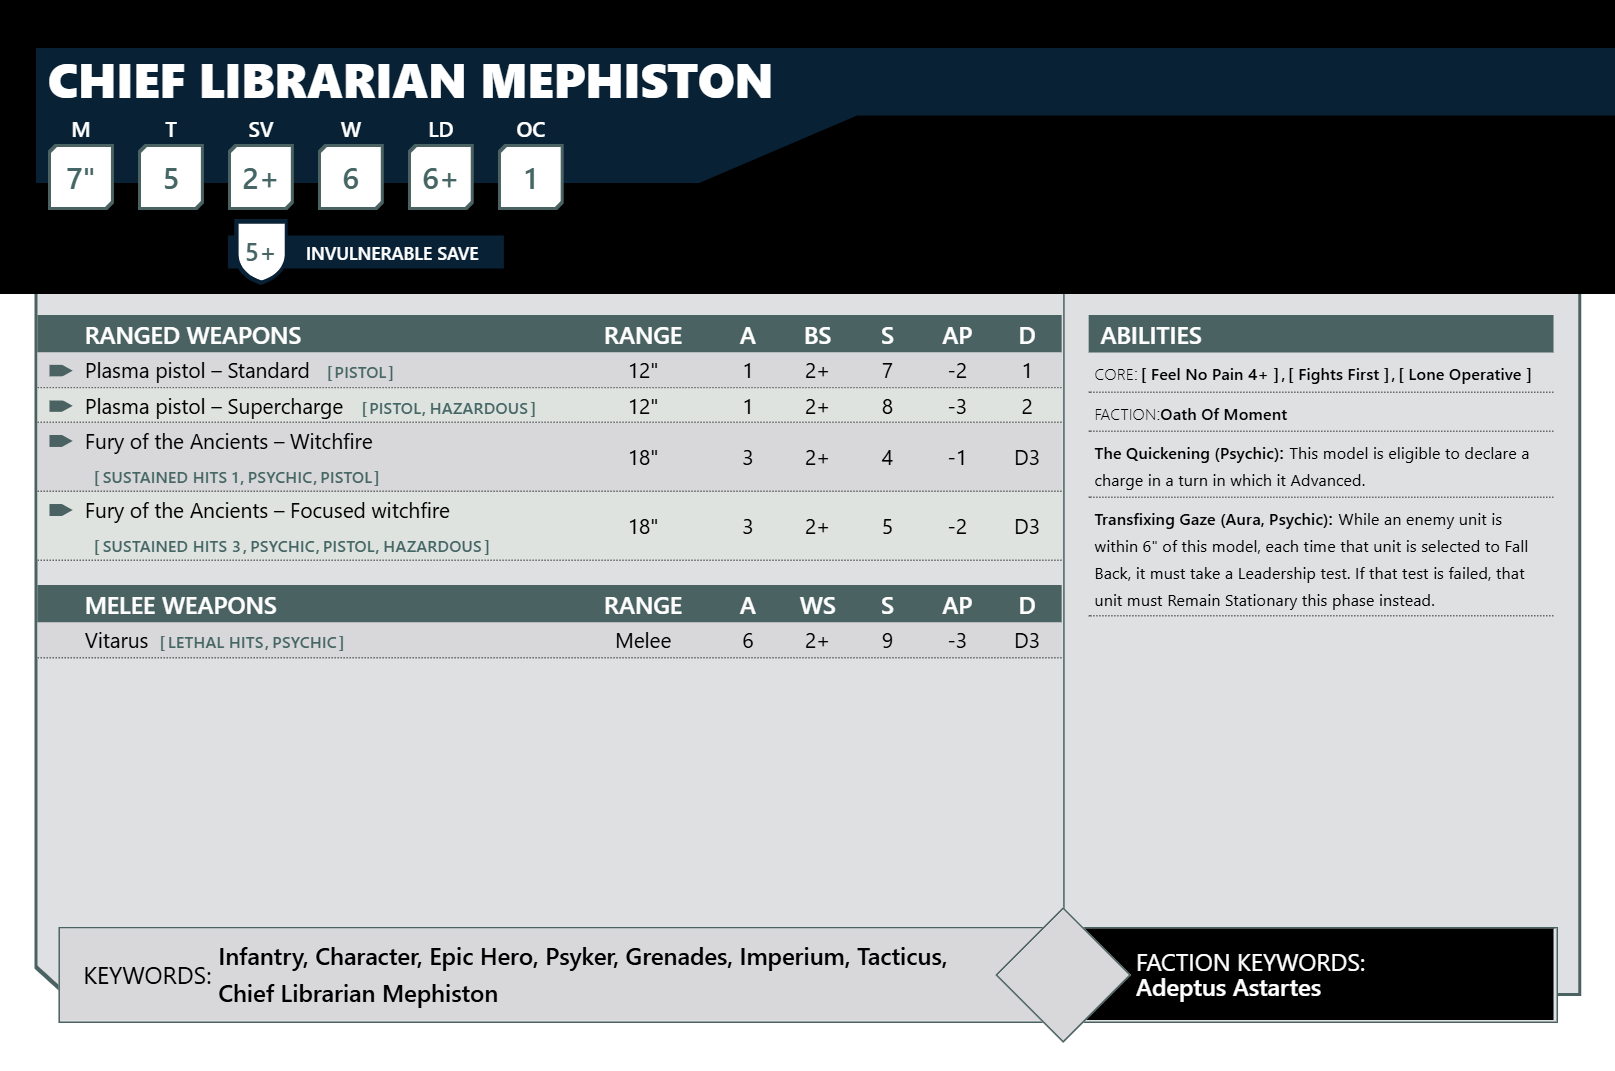 CHIEF LIBRARIAN MEPHISTON
M T SV W LD OC
7" 5 2+ 6 6+ 1
5+ INVULNERABLE SAVE
RANGED WEAPONS RANGE A BS S AP D
Plasma pistol – Standard [PISTOL] 12" 1 2+ 7 -2 1
Plasma pistol – Supercharge [PISTOL, HAZARDOUS] 12" 1 2+ 8 -3 2
Fury of the Ancients – Witchfire
18" 3 2+ 4 -1 D3
[SUSTAINED HITS 1, PSYCHIC, PISTOL]
Fury of the Ancients – Focused witchfire
18" 3 2+ 5 -2 D3
[SUSTAINED HITS 3, PSYCHIC, PISTOL, HAZARDOUS]
MELEE WEAPONS RANGE A WS S AP D
Vitarus [LETHAL HITS, PSYCHIC] Melee 6 2+ 9 -3 D3
ABILITIES
CORE: [ Feel No Pain 4+ ], [ Fights First ], [ Lone Operative ]
FACTION:Oath Of Moment
The Quickening (Psychic): This model is eligible to declare a
charge in a turn in which it Advanced.
Transfixing Gaze (Aura, Psychic): While an enemy unit is
within 6" of this model, each time that unit is selected to Fall
Back, it must take a Leadership test. If that test is failed, that
unit must Remain Stationary this phase instead.
KEYWORDS: Infantry, Character, Epic Hero, Psyker, Grenades, Imperium, Tacticus,
Chief Librarian Mephiston
FACTION KEYWORDS:
Adeptus Astartes